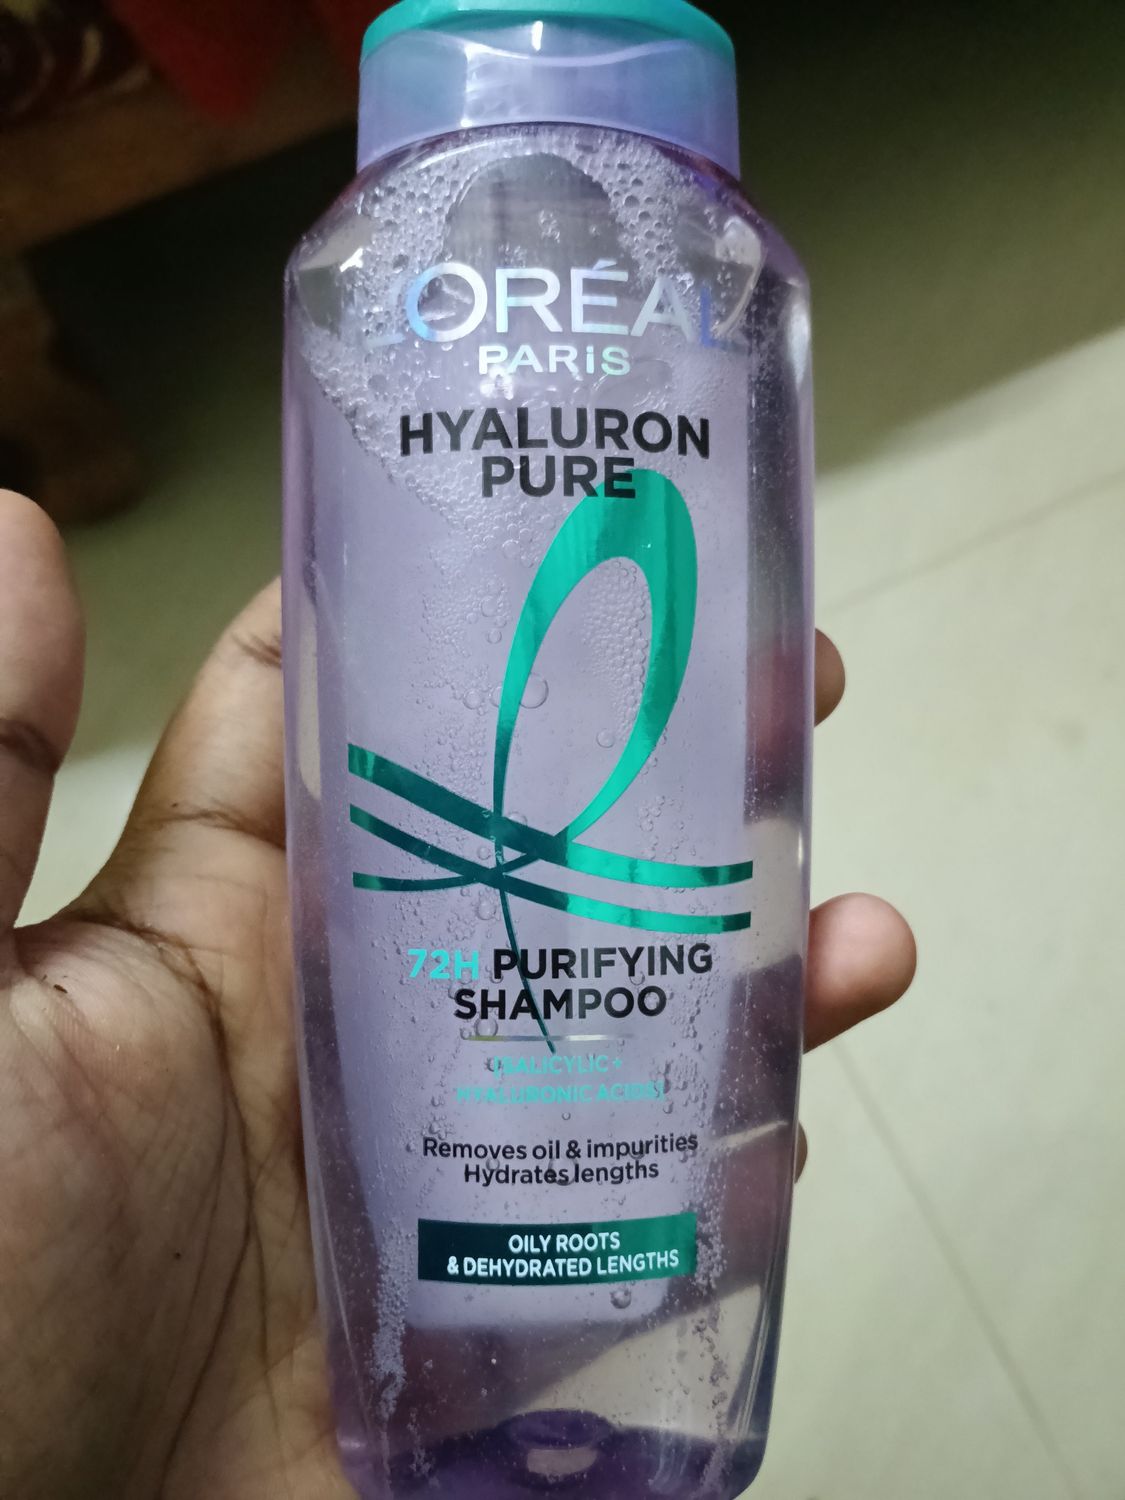 L'ORÉAL
PARiS
HYALURON
PURE
72H PURIFYING
SHAMPOO
[SALICYLIC +
HYALURONIC ACIDS]
Removes oil & impurities
Hydrates lengths
OILY ROOTS
& DEHYDRATED LENGTHS